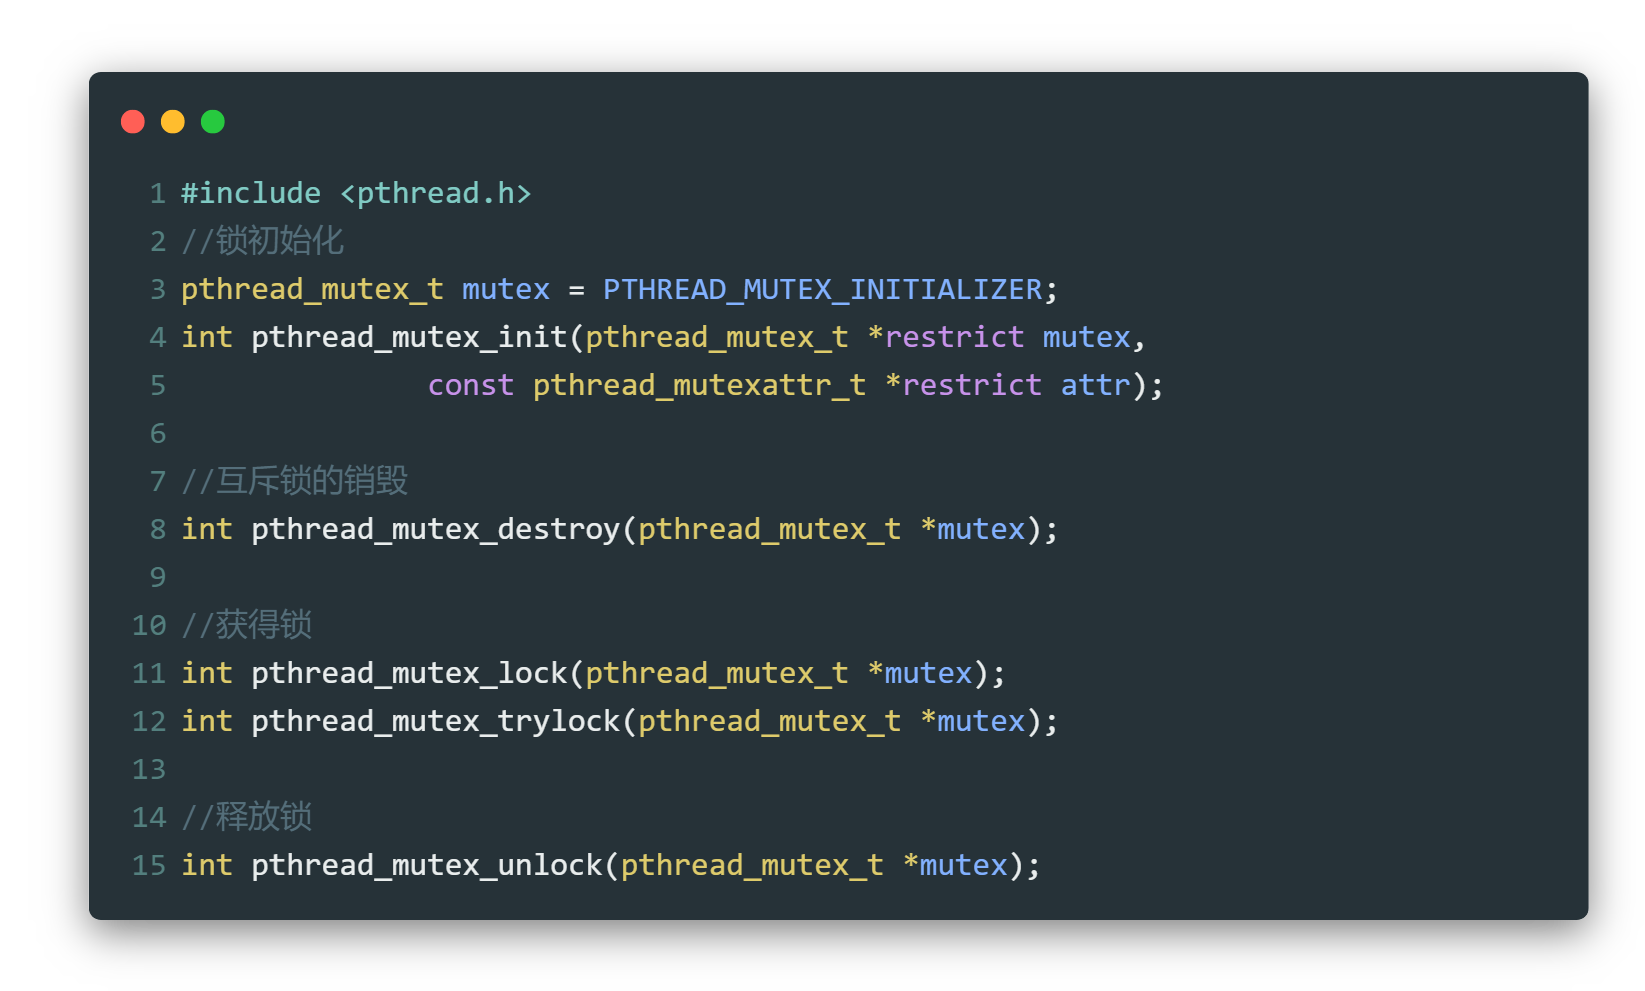 1 #include <pthread.h>
2 //锁初始化
3 pthread_mutex_t mutex = PTHREAD_MUTEX_INITIALIZER;
4 int pthread_mutex_init(pthread_mutex_t *restrict mutex,
5               const pthread_mutexattr_t *restrict attr);
6
7 //互斥锁的销毁
8 int pthread_mutex_destroy(pthread_mutex_t *mutex);
9
10 //获得锁
11 int pthread_mutex_lock(pthread_mutex_t *mutex);
12 int pthread_mutex_trylock(pthread_mutex_t *mutex);
13
14 //释放锁
15 int pthread_mutex_unlock(pthread_mutex_t *mutex);